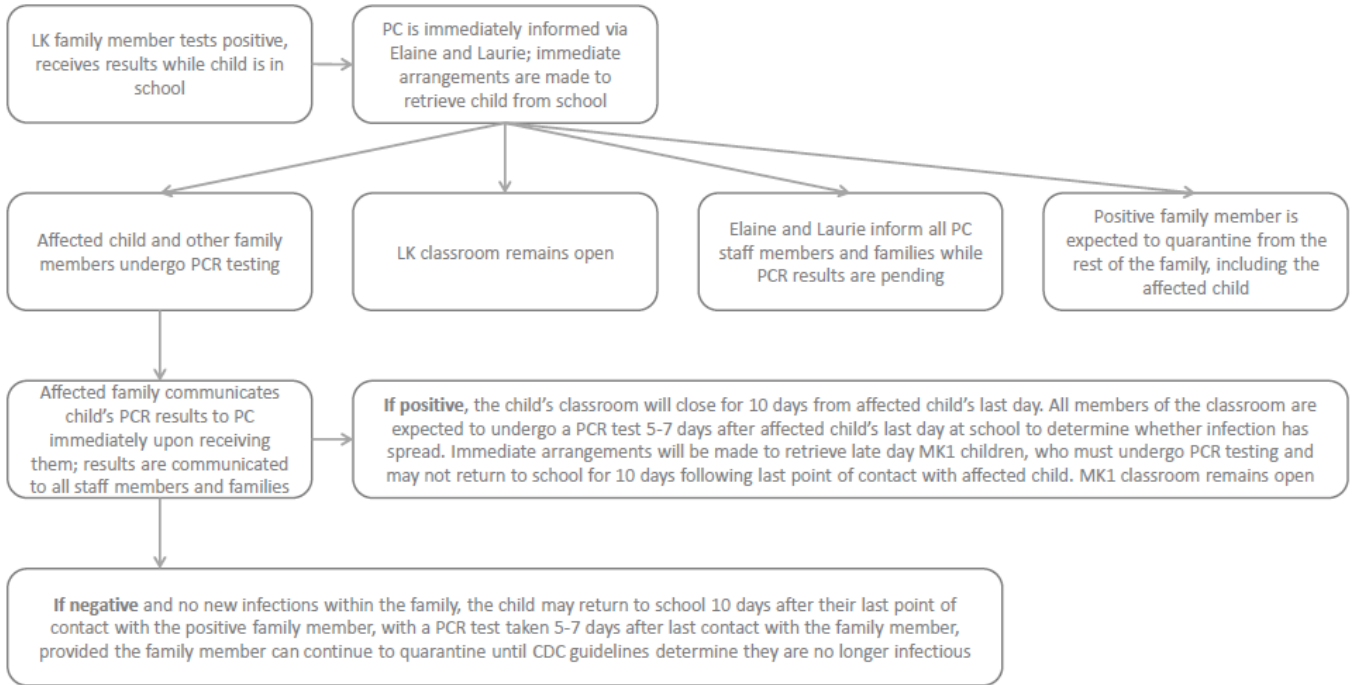 LK family member tests positive,
receives results while child is in
school
PC is immediately informed via
Elaine and Laurie; immediate
arrangements are made to
retrieve child from school
Affected child and other family
members undergo PCR testing
LK classroom remains open
Elaine and Laurie inform all PC
staff members and families while
PCR results are pending
Positive family member is
expected to quarantine from the
rest of the family, including the
affected child
Affected family communicates
child's PCR results to PC
immediately upon receiving
them; results are communicated
to all staff members and families
If positive, the child's classroom will close for 10 days from affected child's last day. All members of the classroom are
expected to undergo a PCR test 5-7 days after affected child's last day at school to determine whether infection has
spread. Immediate arrangements will be made to retrieve late day MK1 children, who must undergo PCR testing and
may not return to school for 10 days following last point of contact with affected child. MK1 classroom remains open
If negative and no new infections within the family, the child may return to school 10 days after their last point of
contact with the positive family member, with a PCR test taken 5-7 days after last contact with the family member,
provided the family member can continue to quarantine until CDC guidelines determine they are no longer infectious